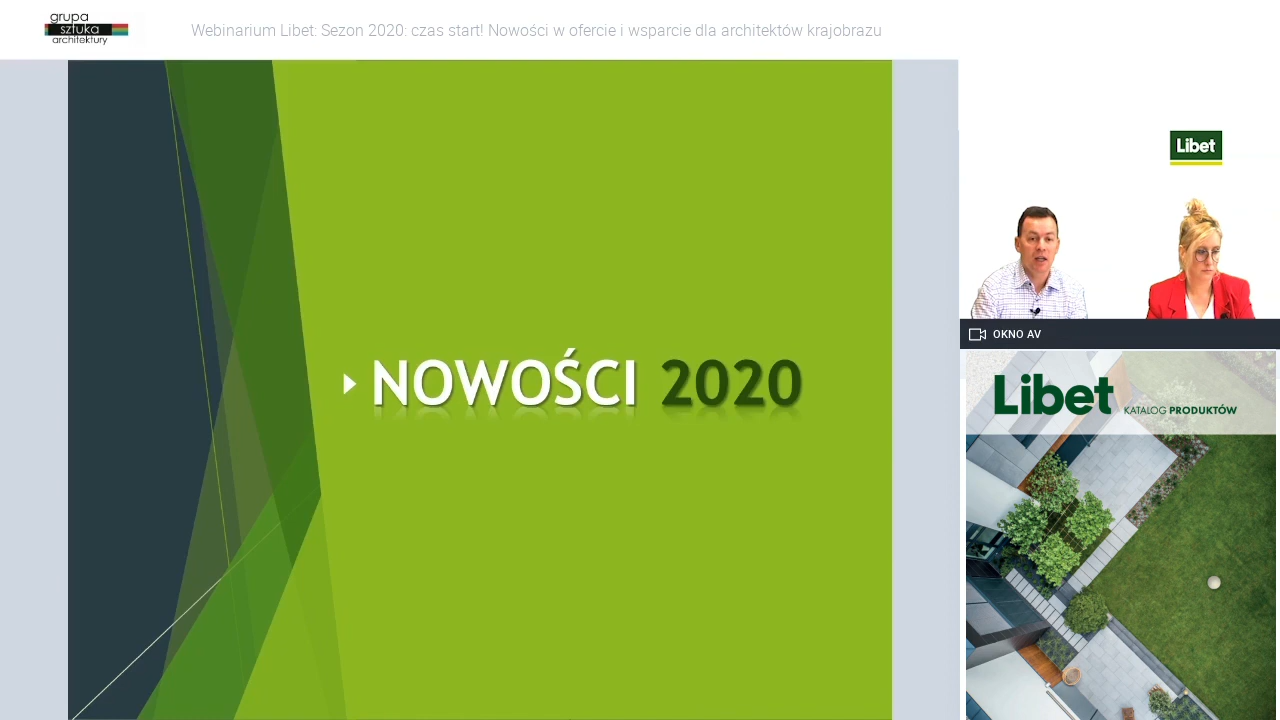 grupa
sztuka
architektury
Webinarium Libet: Sezon 2020: czas start! Nowości w ofercie i wsparcie dla architektów krajobrazu
NOWOŚCI 2020
Libet
OKNO AV
Libet KATALOG PRODUKTÓW